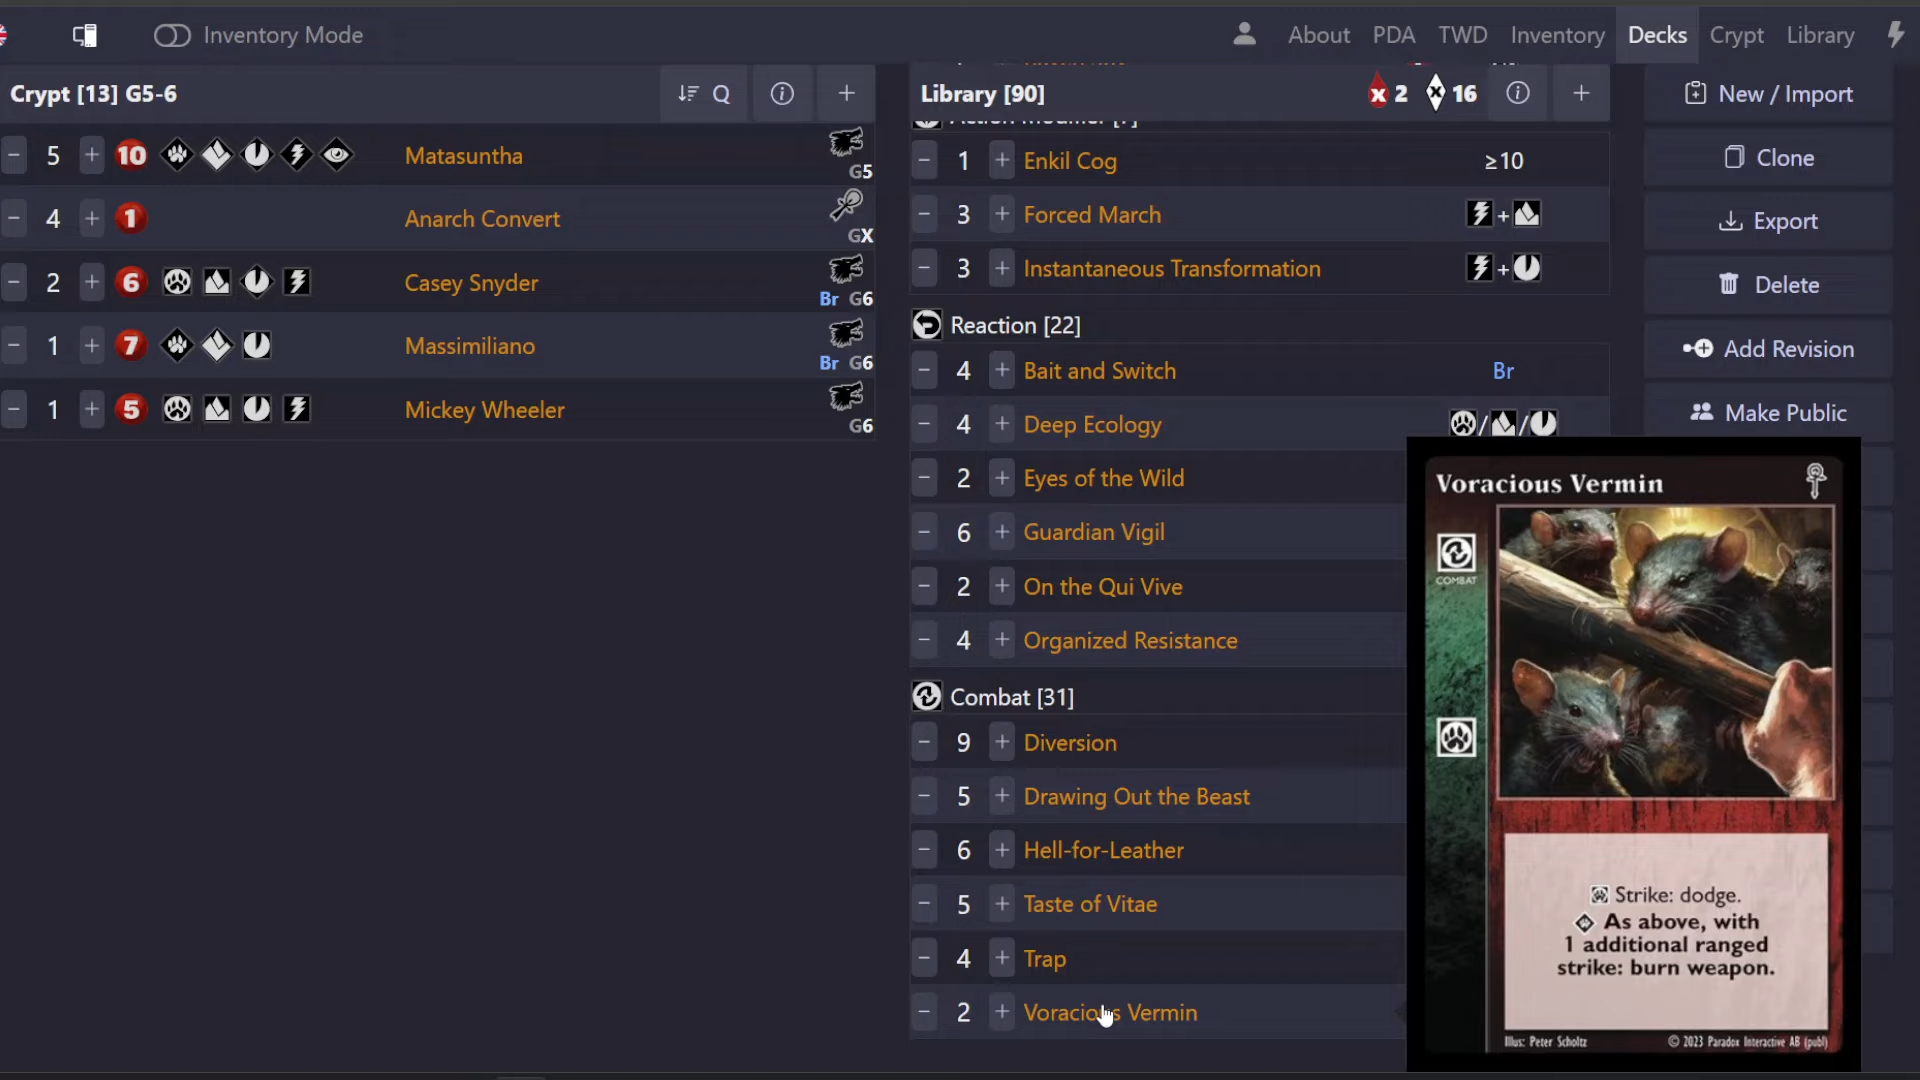 Inventory Mode
About PDA TWD Inventory Decks Crypt Library
Crypt [13] G5-6
Q
+
− 5 + 10 Matasuntha G5
− 4 + 1 Anarch Convert GX
− 2 + 6 Casey Snyder Br G6
− 1 + 7 Massimiliano Br G6
− 1 + 5 Mickey Wheeler G6
Library [90] X 2 X 16 +
− 1 + Enkil Cog ≥10
− 3 + Forced March +
− 3 + Instantaneous Transformation +
Reaction [22]
− 4 + Bait and Switch Br
− 4 + Deep Ecology / /
− 2 + Eyes of the Wild
− 6 + Guardian Vigil
− 2 + On the Qui Vive
− 4 + Organized Resistance
Combat [31]
− 9 + Diversion
− 5 + Drawing Out the Beast
− 6 + Hell-for-Leather
− 5 + Taste of Vitae
− 4 + Trap
− 2 + Voracious Vermin
New / Import
Clone
Export
Delete
Add Revision
Make Public
Voracious Vermin
COMBAT
Strike: dodge.
As above, with
1 additional ranged
strike: burn weapon.
Illus: Peter Scholtz © 2023 Paradox Interactive AB (publ)